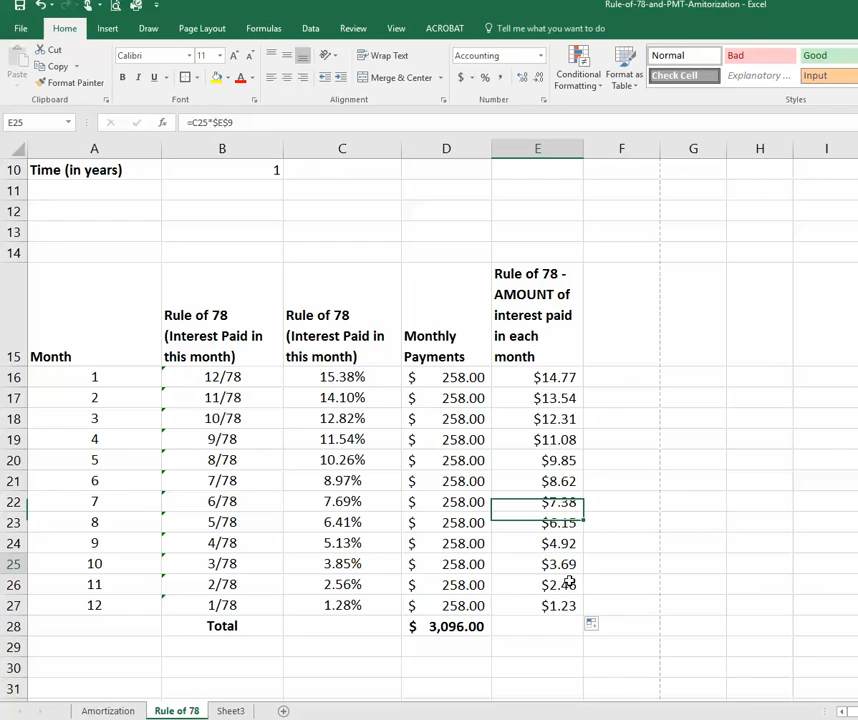 Rule-of-78-and-PMT-Amitorization - Excel
File Home Insert Draw Page Layout Formulas Data Review View ACROBAT Tell me what you want to do
Cut
Copy
Format Painter
Paste
Clipboard
Calibri 11
B I U
Font
Wrap Text
Merge & Center
Alignment
Accounting
$ % ,
Number
Conditional Formatting
Format as Table
Normal Bad Good
Check Cell Explanatory ... Input
Styles
E25 fx =C25*$E$9
A B C D E F G H I
10 Time (in years) 1
11
12
13
14
15 Month
Rule of 78
(Interest Paid in
this month)
Rule of 78
(Interest Paid in
this month)
Monthly
Payments
Rule of 78 -
AMOUNT of
interest paid
in each
month
16 1 12/78 15.38% $ 258.00 $14.77
17 2 11/78 14.10% $ 258.00 $13.54
18 3 10/78 12.82% $ 258.00 $12.31
19 4 9/78 11.54% $ 258.00 $11.08
20 5 8/78 10.26% $ 258.00 $9.85
21 6 7/78 8.97% $ 258.00 $8.62
22 7 6/78 7.69% $ 258.00 $7.38
23 8 5/78 6.41% $ 258.00 $6.15
24 9 4/78 5.13% $ 258.00 $4.92
25 10 3/78 3.85% $ 258.00 $3.69
26 11 2/78 2.56% $ 258.00 $2.46
27 12 1/78 1.28% $ 258.00 $1.23
28 Total $ 3,096.00
29
30
31
Amortization Rule of 78 Sheet3